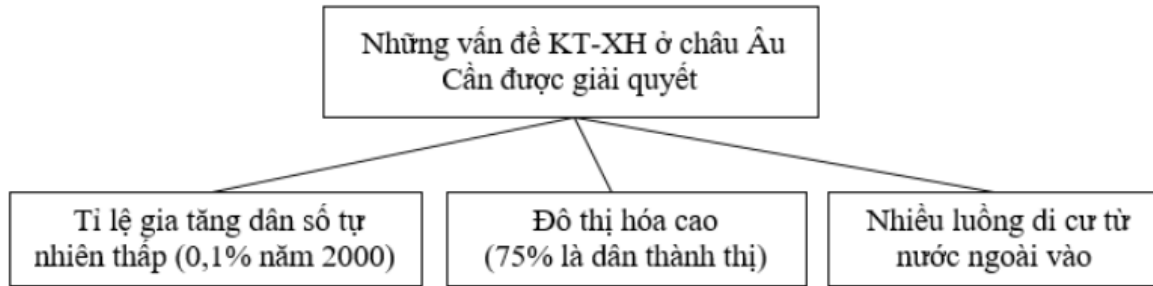 Những vấn đề KT-XH ở châu Âu
Cần được giải quyết
Tỉ lệ gia tăng dân số tự
nhiên thấp (0,1% năm 2000)
Đô thị hóa cao
(75% là dân thành thị)
Nhiều luồng di cư từ
nước ngoài vào